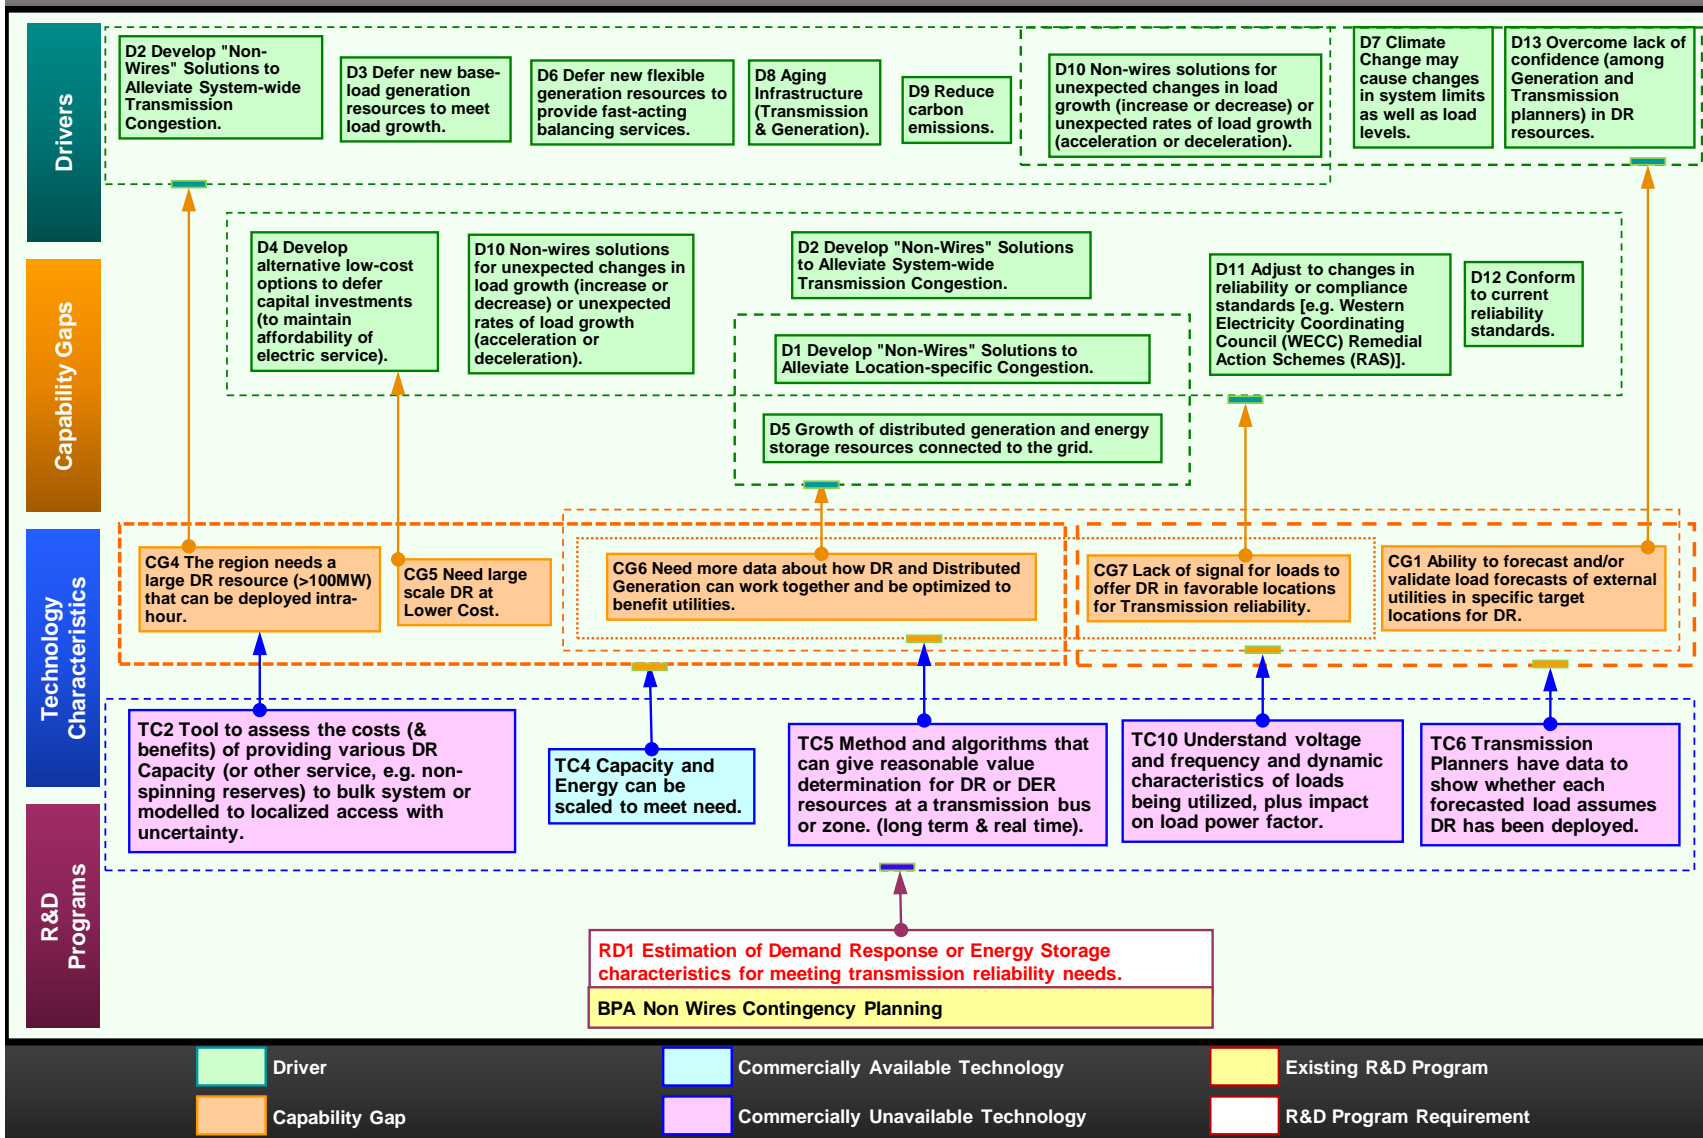 Drivers
D2 Develop "Non-
Wires" Solutions to
Alleviate System-wide
Transmission
Congestion.
D3 Defer new base-
load generation
resources to meet
load growth.
D6 Defer new flexible
generation resources to
provide fast-acting
balancing services.
D8 Aging
Infrastructure
(Transmission
& Generation).
D9 Reduce
carbon
emissions.
D10 Non-wires solutions for
unexpected changes in load
growth (increase or decrease) or
unexpected rates of load growth
(acceleration or deceleration).
D7 Climate
Change may
cause changes
in system limits
as well as load
levels.
D13 Overcome lack of
confidence (among
Generation and
Transmission
planners) in DR
resources.
Capability Gaps
D4 Develop
alternative low-cost
options to defer
capital investments
(to maintain
affordability of
electric service).
D10 Non-wires solutions
for unexpected changes in
load growth (increase or
decrease) or unexpected
rates of load growth
(acceleration or
deceleration).
D2 Develop "Non-Wires" Solutions
to Alleviate System-wide
Transmission Congestion.
D1 Develop "Non-Wires" Solutions to
Alleviate Location-specific Congestion.
D5 Growth of distributed generation and energy
storage resources connected to the grid.
D11 Adjust to changes in
reliability or compliance
standards [e.g. Western
Electricity Coordinating
Council (WECC) Remedial
Action Schemes (RAS)].
D12 Conform
to current
reliability
standards.
Technology
Characteristics
CG4 The region needs a
large DR resource (>100MW)
that can be deployed intra-
hour.
CG5 Need large
scale DR at
Lower Cost.
CG6 Need more data about how DR and Distributed
Generation can work together and be optimized to
benefit utilities.
CG7 Lack of signal for loads to
offer DR in favorable locations
for Transmission reliability.
CG1 Ability to forecast and/or
validate load forecasts of external
utilities in specific target
locations for DR.
TC2 Tool to assess the costs (&
benefits) of providing various DR
Capacity (or other service, e.g. non-
spinning reserves) to bulk system or
modelled to localized access with
uncertainty.
TC4 Capacity and
Energy can be
scaled to meet need.
TC5 Method and algorithms that
can give reasonable value
determination for DR or DER
resources at a transmission bus
or zone. (long term & real time).
TC10 Understand voltage
and frequency and dynamic
characteristics of loads
being utilized, plus impact
on load power factor.
TC6 Transmission
Planners have data to
show whether each
forecasted load assumes
DR has been deployed.
R&D
Programs
RD1 Estimation of Demand Response or Energy Storage
characteristics for meeting transmission reliability needs.
BPA Non Wires Contingency Planning
Driver
Commercially Available Technology
Existing R&D Program
Capability Gap
Commercially Unavailable Technology
R&D Program Requirement